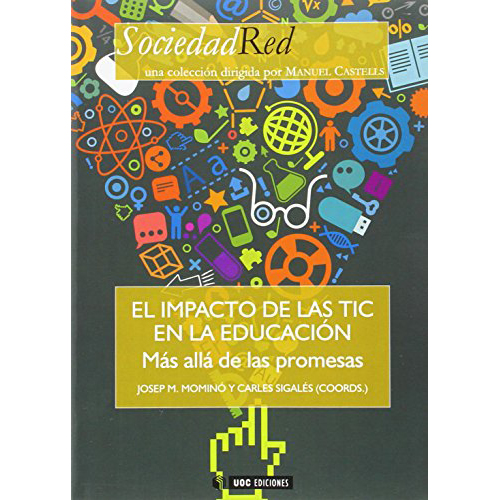 SociedadRed
una colección dirigida por MANUEL CASTELLS
Aa
EL IMPACTO DE LAS TIC
EN LA EDUCACIÓN
Más allá de las promesas
JOSEP M. MOMINÓ Y CARLES SIGALÉS (COORDS.)
UOC EDICIONES